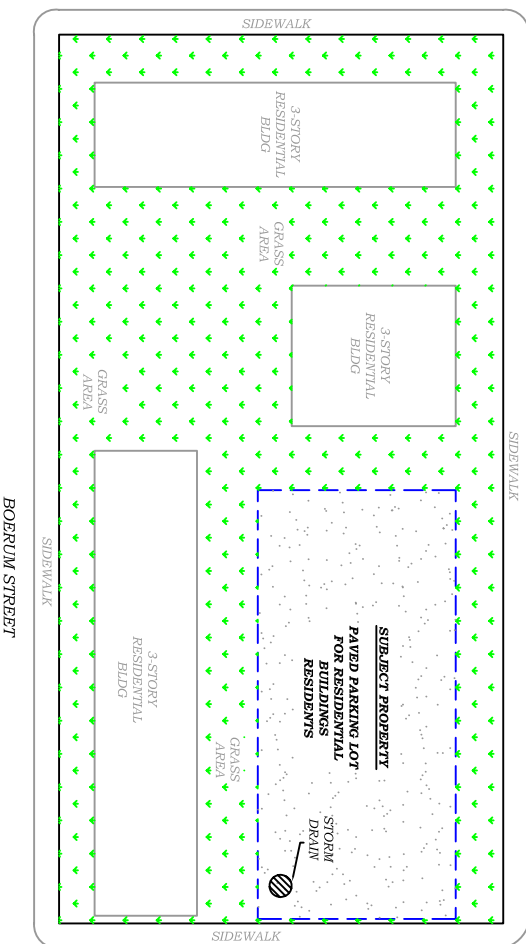 SIDEWALK
3-STORY
RESIDENTIAL
BLDG
GRASS
AREA
3-STORY
RESIDENTIAL
BLDG
GRASS
AREA
SIDEWALK
SUBJECT PROPERTY
PAVED PARKING LOT
FOR RESIDENTIAL
BUILDINGS
RESIDENTS
STORM
DRAIN
3-STORY
RESIDENTIAL
BLDG
GRASS
AREA
SIDEWALK
BOERUM STREET
SIDEWALK